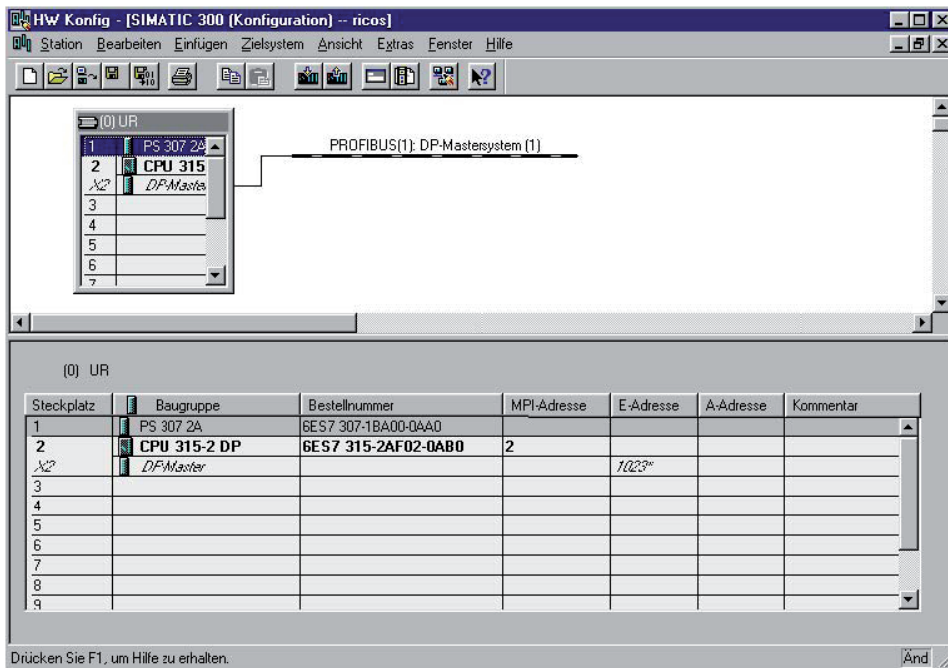 HW Konfig - [SIMATIC 300 (Konfiguration) -- ricos]
Station Bearbeiten Einfügen Zielsystem Ansicht Extras Fenster Hilfe
(0) UR
1 PS 307 2A
2 CPU 315
X2 DP-Master
3
4
5
6
7
PROFIBUS(1): DP-Mastersystem (1)
(0) UR
Steckplatz Baugruppe Bestellnummer MPI-Adresse E-Adresse A-Adresse Kommentar
1 PS 307 2A 6ES7 307-1BA00-0AA0
2 CPU 315-2 DP 6ES7 315-2AF02-0AB0 2
X2 DP-Master 1023*
3
4
5
6
7
8
9
Drücken Sie F1, um Hilfe zu erhalten. Änd